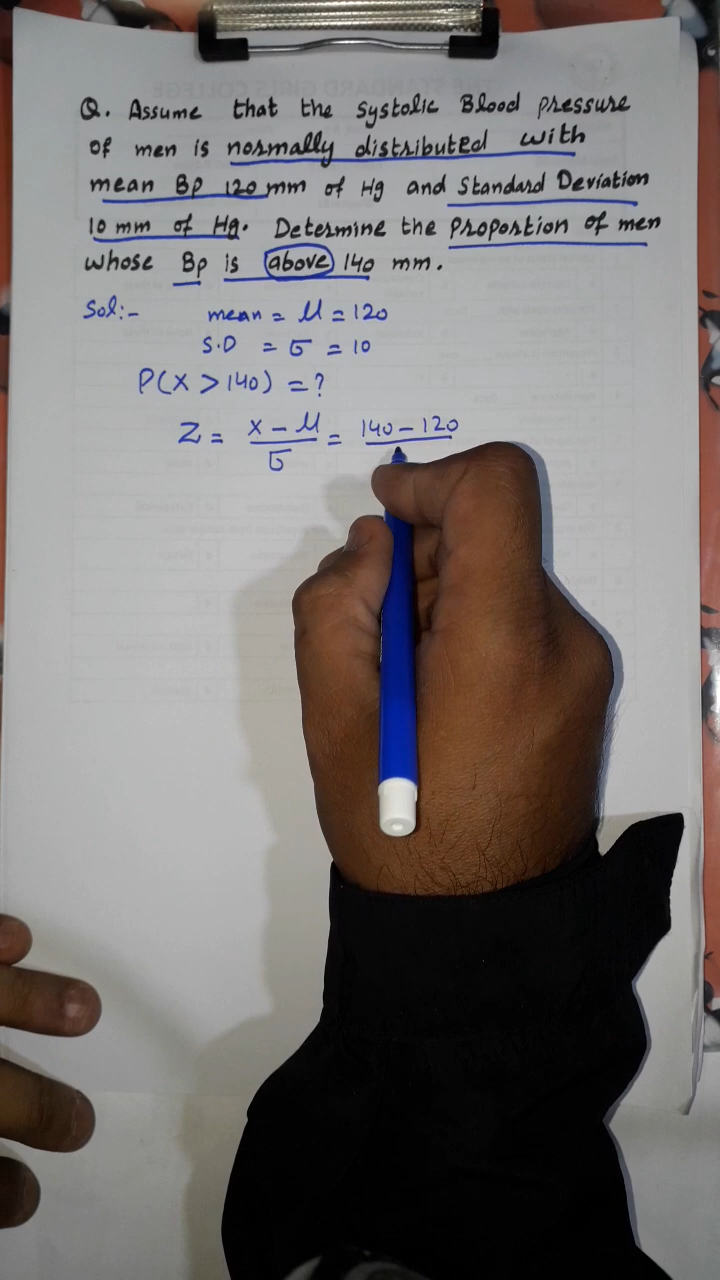 Q. Assume that the systolic Blood pressure
of men is normally distributed with
mean Bp 120 mm of Hg and Standard Deviation
10 mm of Hg. Determine the proportion of men
whose Bp is above 140 mm.
Sol:- mean = μ = 120
S.D = σ = 10
P(X > 140) = ?
Z = x - μ / σ = 140 - 120